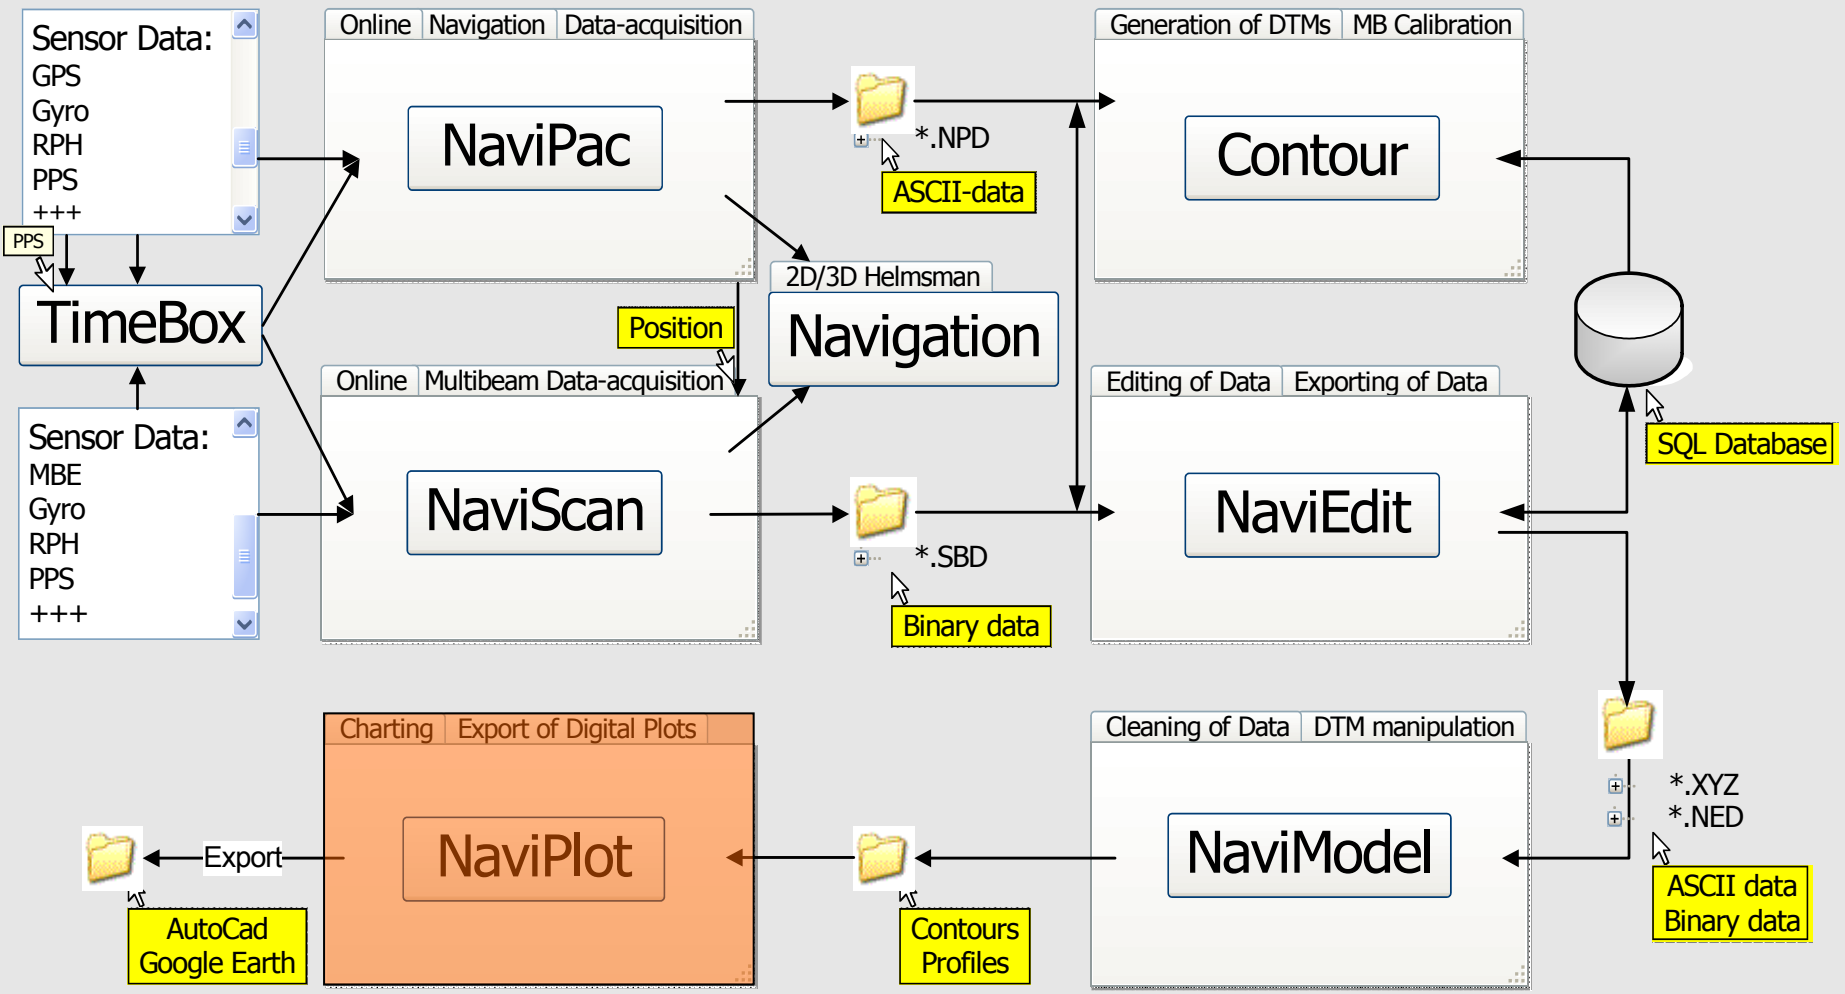 Sensor Data:
GPS
Gyro
RPH
PPS
+++
PPS
TimeBox
Sensor Data:
MBE
Gyro
RPH
PPS
+++
Online Navigation Data-acquisition
NaviPac
*.NPD
ASCII-data
Generation of DTMs MB Calibration
Contour
2D/3D Helmsman
Navigation
Position
Online Multibeam Data-acquisition
NaviScan
*.SBD
Binary data
Editing of Data Exporting of Data
NaviEdit
SQL Database
*.XYZ
*.NED
ASCII data
Binary data
Cleaning of Data DTM manipulation
NaviModel
Contours
Profiles
Charting Export of Digital Plots
NaviPlot
Export
AutoCad
Google Earth